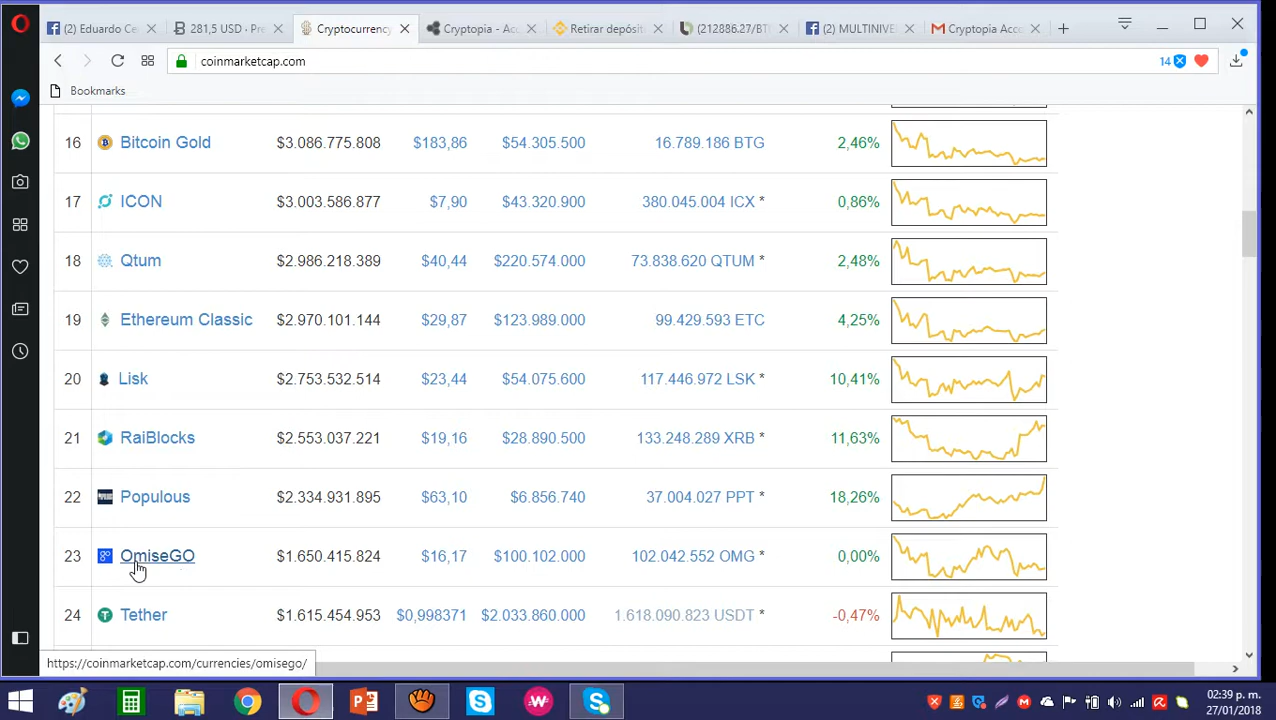 (2) Eduardo Ce
281,5 USD - Pre
Cryptocurrency
Cryptopia - Acc
Retirar depósito
(212886.27/BT
(2) MULTINIVE
Cryptopia Acco
coinmarketcap.com
14
Bookmarks
16 Bitcoin Gold $3.086.775.808 $183,86 $54.305.500 16.789.186 BTG 2,46%
17 ICON $3.003.586.877 $7,90 $43.320.900 380.045.004 ICX * 0,86%
18 Qtum $2.986.218.389 $40,44 $220.574.000 73.838.620 QTUM * 2,48%
19 Ethereum Classic $2.970.101.144 $29,87 $123.989.000 99.429.593 ETC 4,25%
20 Lisk $2.753.532.514 $23,44 $54.075.600 117.446.972 LSK * 10,41%
21 RaiBlocks $2.553.037.221 $19,16 $28.890.500 133.248.289 XRB * 11,63%
22 Populous $2.334.931.895 $63,10 $6.856.740 37.004.027 PPT * 18,26%
23 OmiseGO $1.650.415.824 $16,17 $100.102.000 102.042.552 OMG * 0,00%
24 Tether $1.615.454.953 $0,998371 $2.033.860.000 1.618.090.823 USDT * -0,47%
https://coinmarketcap.com/currencies/omisego/
02:39 p. m.
27/01/2018